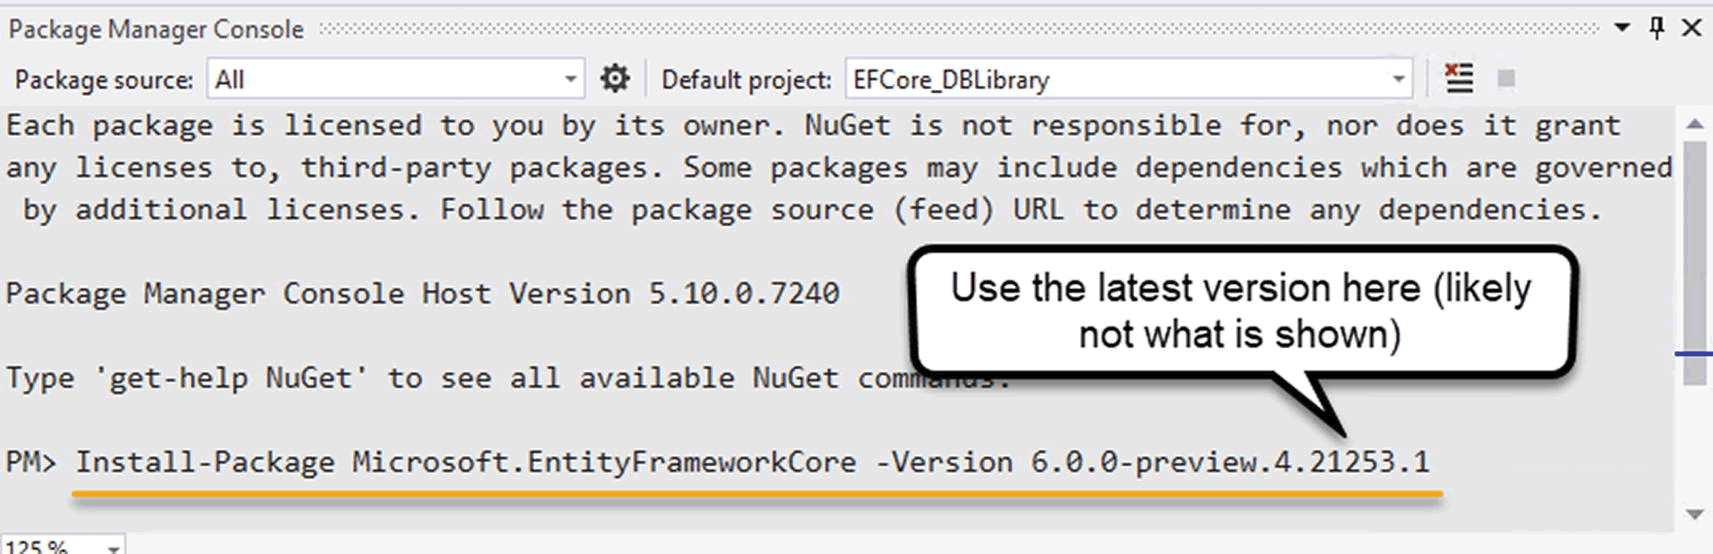 Package Manager Console
Package source: All Default project: EFCore_DBLibrary
Each package is licensed to you by its owner. NuGet is not responsible for, nor does it grant
any licenses to, third-party packages. Some packages may include dependencies which are governed
by additional licenses. Follow the package source (feed) URL to determine any dependencies.
Package Manager Console Host Version 5.10.0.7240
Use the latest version here (likely
not what is shown)
Type 'get-help NuGet' to see all available NuGet commands.
PM> Install-Package Microsoft.EntityFrameworkCore -Version 6.0.0-preview.4.21253.1
125 %